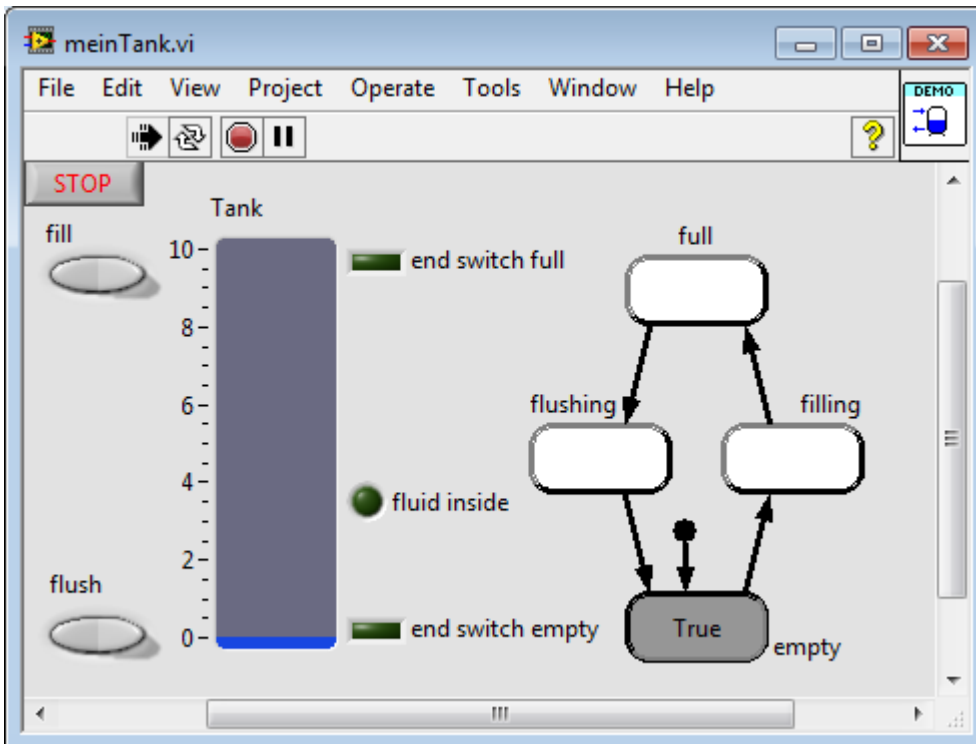 meinTank.vi
File Edit View Project Operate Tools Window Help
DEMO
STOP
Tank
fill
10
end switch full
full
8
6
flushing
filling
4
fluid inside
2
flush
0
end switch empty
True
empty